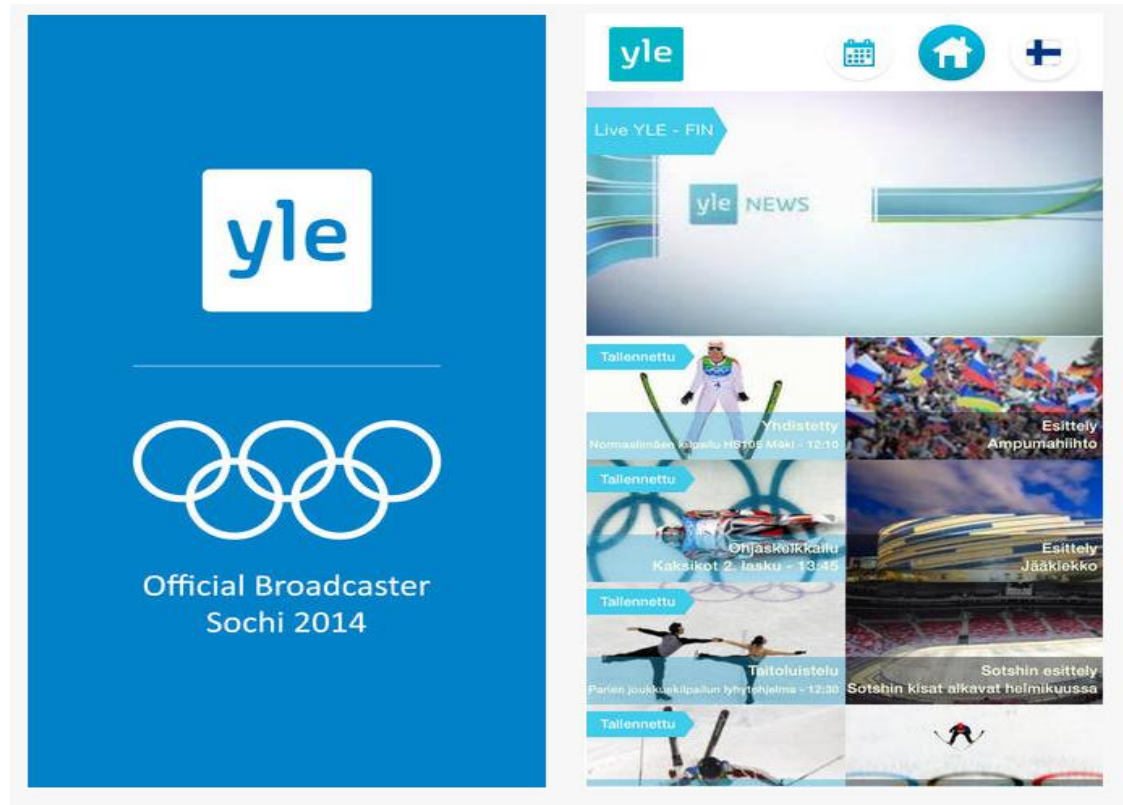 yle
Official Broadcaster
Sochi 2014
yle
Live YLE - FIN
yle NEWS
Tallennettu
Yhdistetty
Normaalimäen kilpailu HS105 Mäki - 12:10
Esittely
Ampumahiihto
Tallennettu
Ohjaskelkkailu
Kaksikot 2. lasku - 13:45
Esittely
Jääkiekko
Tallennettu
Taitoluistelu
Parien joukkuekilpailun lyhytohjelma - 12:30
Sotshin esittely
Sotshin kisat alkavat helmikuussa
Tallennettu